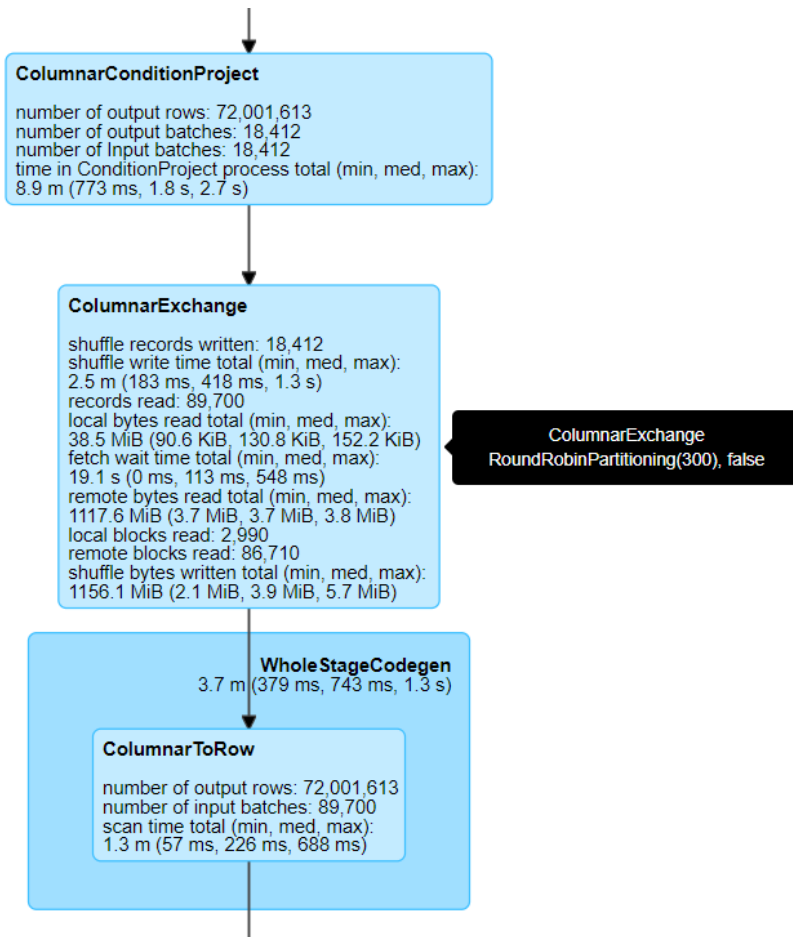 ColumnarConditionProject
number of output rows: 72,001,613
number of output batches: 18,412
number of Input batches: 18,412
time in ConditionProject process total (min, med, max):
8.9 m (773 ms, 1.8 s, 2.7 s)
ColumnarExchange
shuffle records written: 18,412
shuffle write time total (min, med, max):
2.5 m (183 ms, 418 ms, 1.3 s)
records read: 89,700
local bytes read total (min, med, max):
38.5 MiB (90.6 KiB, 130.8 KiB, 152.2 KiB)
fetch wait time total (min, med, max):
19.1 s (0 ms, 113 ms, 548 ms)
remote bytes read total (min, med, max):
1117.6 MiB (3.7 MiB, 3.7 MiB, 3.8 MiB)
local blocks read: 2,990
remote blocks read: 86,710
shuffle bytes written total (min, med, max):
1156.1 MiB (2.1 MiB, 3.9 MiB, 5.7 MiB)
ColumnarExchange
RoundRobinPartitioning(300), false
WholeStageCodegen
3.7 m (379 ms, 743 ms, 1.3 s)
ColumnarToRow
number of output rows: 72,001,613
number of input batches: 89,700
scan time total (min, med, max):
1.3 m (57 ms, 226 ms, 688 ms)